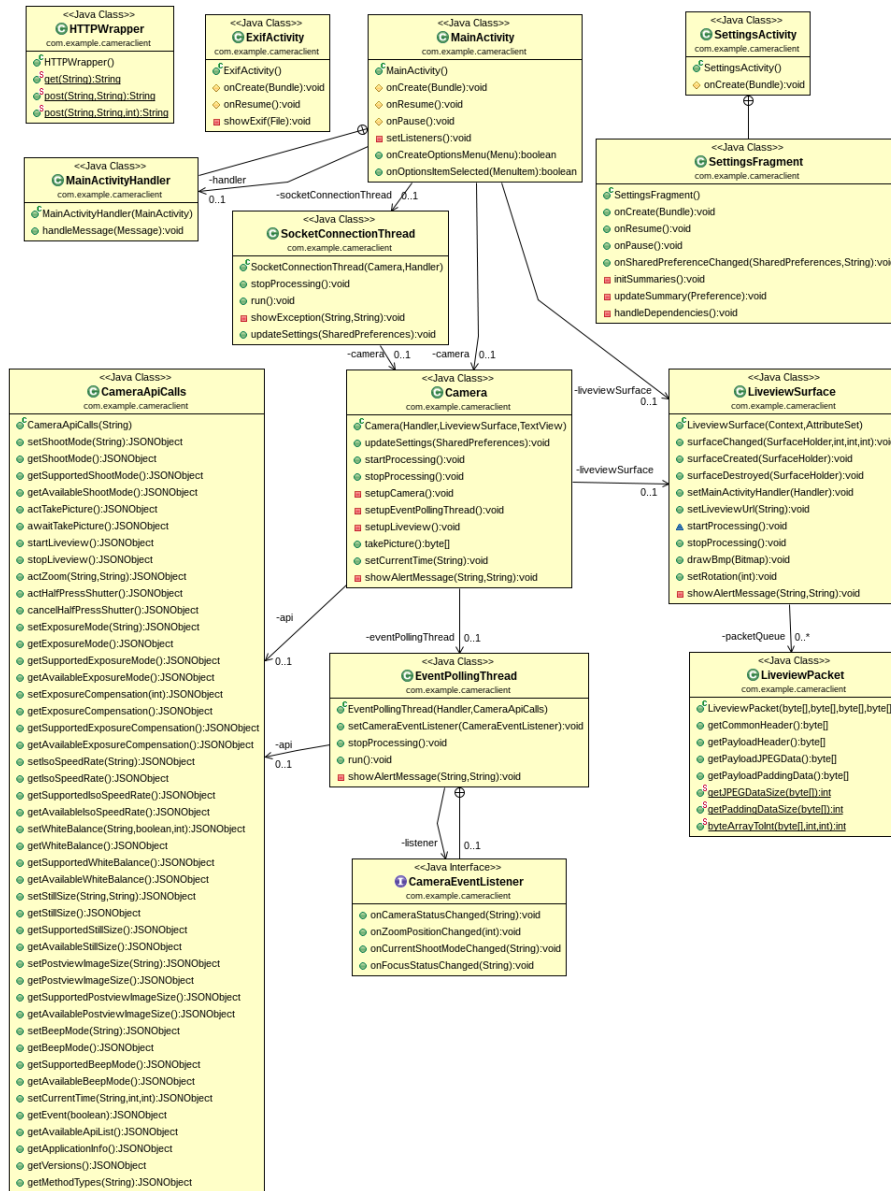 <<Java Class>>
HTTPWrapper
com.example.cameraclient
HTTPWrapper()
get(String):String
post(String,String):String
post(String,String,int):String
<<Java Class>>
ExifActivity
com.example.cameraclient
ExifActivity()
onCreate(Bundle):void
onResume():void
showExif(File):void
<<Java Class>>
MainActivity
com.example.cameraclient
MainActivity()
onCreate(Bundle):void
onResume():void
onPause():void
setListeners():void
onCreateOptionsMenu(Menu):boolean
onOptionsItemSelected(MenuItem):boolean
<<Java Class>>
SettingsActivity
com.example.cameraclient
SettingsActivity()
onCreate(Bundle):void
<<Java Class>>
SettingsFragment
com.example.cameraclient
SettingsFragment()
onCreate(Bundle):void
onResume():void
onPause():void
onSharedPreferenceChanged(SharedPreferences,String):void
initSummaries():void
updateSummary(Preference):void
handleDependencies():void
<<Java Class>>
MainActivityHandler
com.example.cameraclient
MainActivityHandler(MainActivity)
handleMessage(Message):void
-handler
0..1
-socketConnectionThread
0..1
<<Java Class>>
SocketConnectionThread
com.example.cameraclient
SocketConnectionThread(Camera,Handler)
stopProcessing():void
run():void
showException(String,String):void
updateSettings(SharedPreferences):void
-camera
0..1
-camera
0..1
-liveviewSurface
0..1
<<Java Class>>
CameraApiCalls
com.example.cameraclient
CameraApiCalls(String)
setShootMode(String):JSONObject
getShootMode():JSONObject
getSupportedShootMode():JSONObject
getAvailableShootMode():JSONObject
actTakePicture():JSONObject
awaitTakePicture():JSONObject
startLiveview():JSONObject
stopLiveview():JSONObject
actZoom(String,String):JSONObject
actHalfPressShutter():JSONObject
cancelHalfPressShutter():JSONObject
setExposureMode(String):JSONObject
getExposureMode():JSONObject
getSupportedExposureMode():JSONObject
getAvailableExposureMode():JSONObject
setExposureCompensation(int):JSONObject
getExposureCompensation():JSONObject
getSupportedExposureCompensation():JSONObject
getAvailableExposureCompensation():JSONObject
setIsoSpeedRate(String):JSONObject
getIsoSpeedRate():JSONObject
getSupportedIsoSpeedRate():JSONObject
getAvailableIsoSpeedRate():JSONObject
setWhiteBalance(String,boolean,int):JSONObject
getWhiteBalance():JSONObject
getSupportedWhiteBalance():JSONObject
getAvailableWhiteBalance():JSONObject
setStillSize(String,String):JSONObject
getStillSize():JSONObject
getSupportedStillSize():JSONObject
getAvailableStillSize():JSONObject
setPostviewImageSize(String):JSONObject
getPostviewImageSize():JSONObject
getSupportedPostviewImageSize():JSONObject
getAvailablePostviewImageSize():JSONObject
setBeepMode(String):JSONObject
getBeepMode():JSONObject
getSupportedBeepMode():JSONObject
getAvailableBeepMode():JSONObject
setCurrentTime(String,int,int):JSONObject
getEvent(boolean):JSONObject
getAvailableApiList():JSONObject
getApplicationInfo():JSONObject
getVersions():JSONObject
getMethodTypes(String):JSONObject
<<Java Class>>
Camera
com.example.cameraclient
Camera(Handler,LiveviewSurface,TextView)
updateSettings(SharedPreferences):void
startProcessing():void
stopProcessing():void
setupCamera():void
setupEventPollingThread():void
setupLiveview():void
takePicture():byte[]
setCurrentTime(String):void
showAlertMessage(String,String):void
-liveviewSurface
0..1
<<Java Class>>
LiveviewSurface
com.example.cameraclient
LiveviewSurface(Context,AttributeSet)
surfaceChanged(SurfaceHolder,int,int,int):void
surfaceCreated(SurfaceHolder):void
surfaceDestroyed(SurfaceHolder):void
setMainActivityHandler(Handler):void
setLiveviewUrl(String):void
startProcessing():void
stopProcessing():void
drawBmp(Bitmap):void
setRotation(int):void
showAlertMessage(String,String):void
-api
0..1
-eventPollingThread
0..1
-packetQueue
0..*
<<Java Class>>
EventPollingThread
com.example.cameraclient
EventPollingThread(Handler,CameraApiCalls)
setCameraEventListener(CameraEventListener):void
stopProcessing():void
run():void
showAlertMessage(String,String):void
-api
0..1
<<Java Class>>
LiveviewPacket
com.example.cameraclient
LiveviewPacket(byte[],byte[],byte[],byte[])
getCommonHeader():byte[]
getPayloadHeader():byte[]
getPayloadJPEGData():byte[]
getPayloadPaddingData():byte[]
getJPEGDataSize(byte[]):int
getPaddingDataSize(byte[]):int
byteArrayToInt(byte[],int,int):int
-listener
0..1
<<Java Interface>>
CameraEventListener
com.example.cameraclient
onCameraStatusChanged(String):void
onZoomPositionChanged(int):void
onCurrentShootModeChanged(String):void
onFocusStatusChanged(String):void